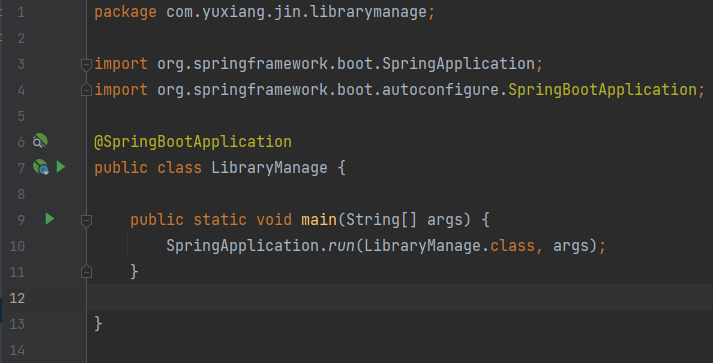 1 package com.yuxiang.jin.librarymanage;
2
3 import org.springframework.boot.SpringApplication;
4 import org.springframework.boot.autoconfigure.SpringBootApplication;
5
6 @SpringBootApplication
7 public class LibraryManage {
8
9     public static void main(String[] args) {
10         SpringApplication.run(LibraryManage.class, args);
11     }
12
13 }
14